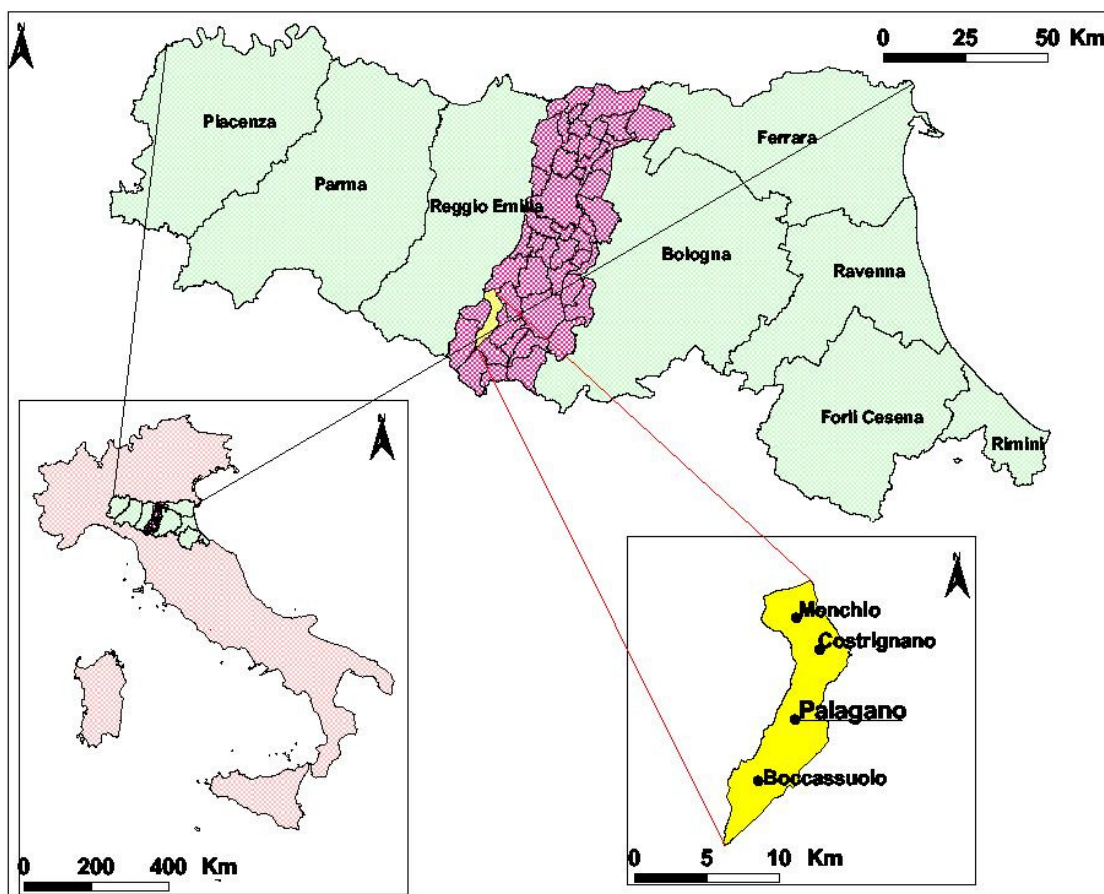 N
0 25 50 Km
Piacenza
Ferrara
Parma
Reggio Emilia
Bologna
Ravenna
Forlì Cesena
Rimini
N
0 200 400 Km
N
Monchio
Costrignano
Palagano
Boccassuolo
0 5 10 Km